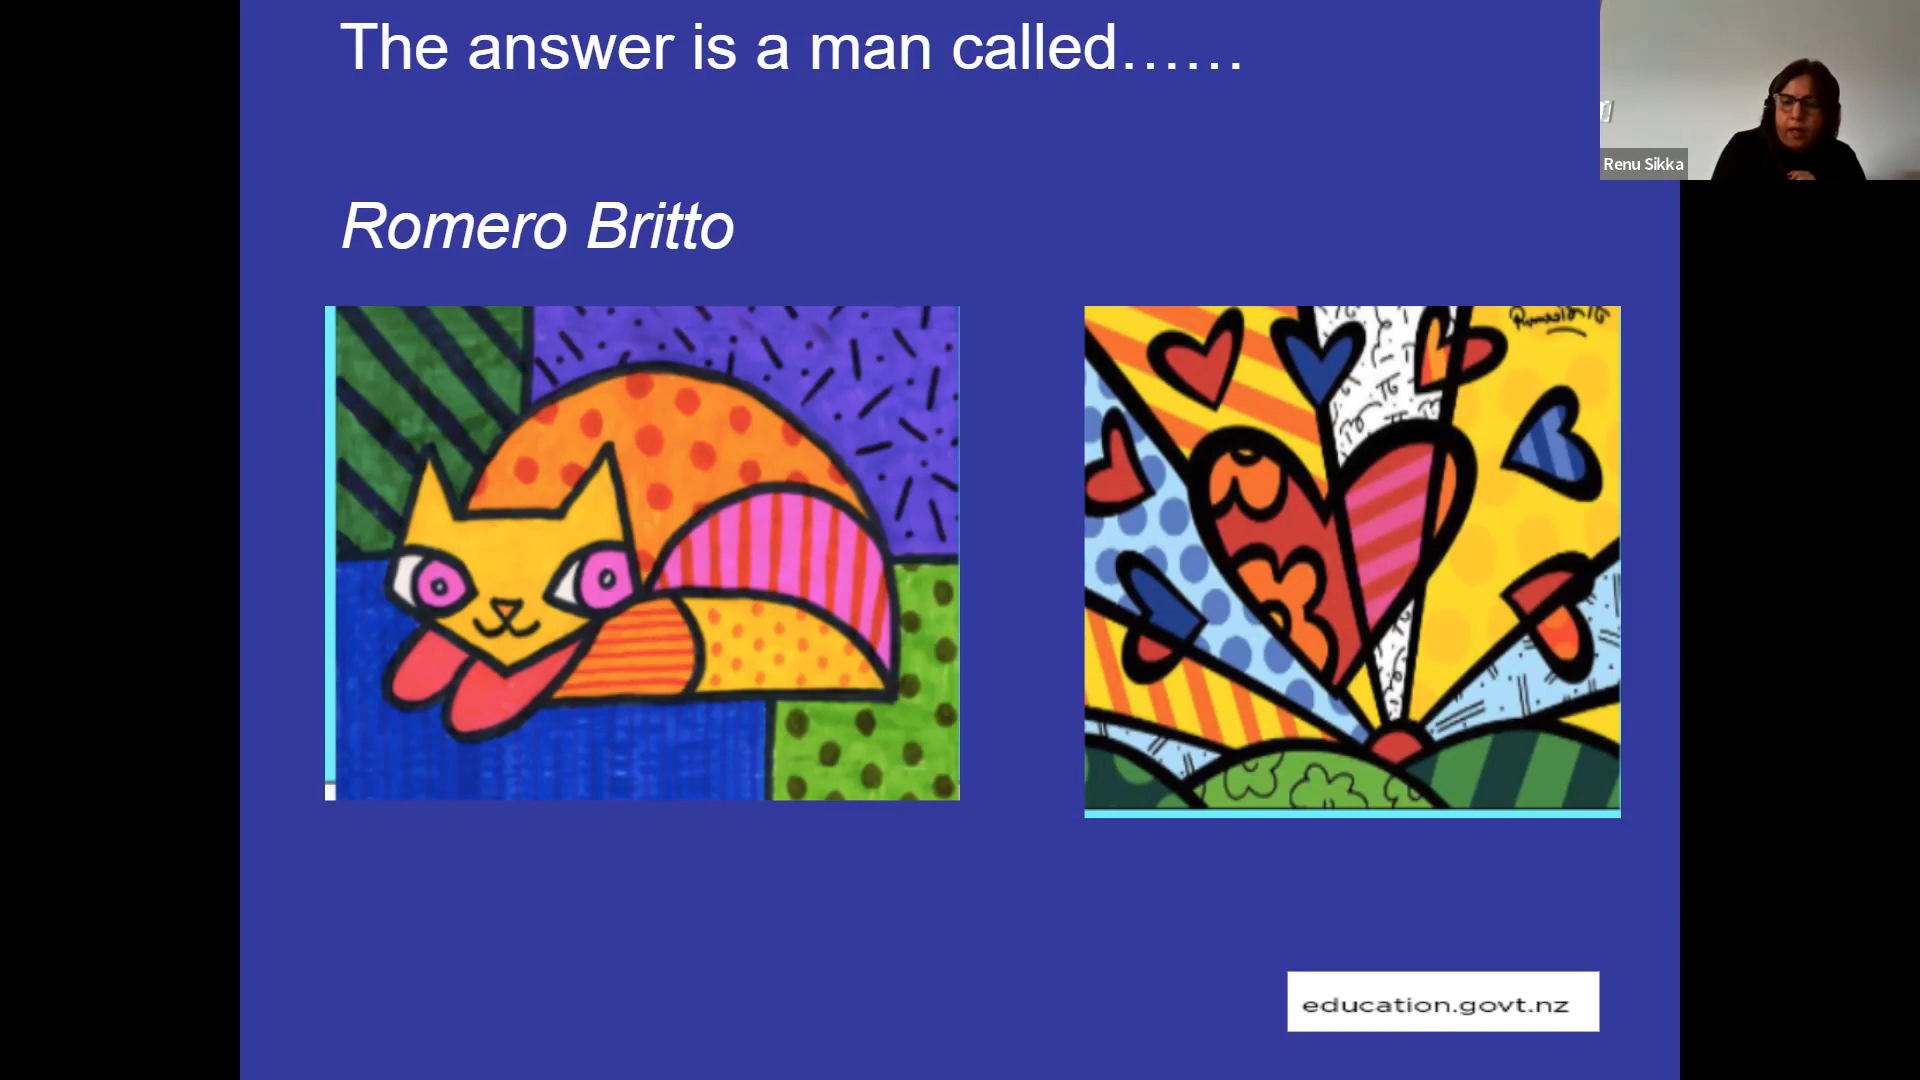 The answer is a man called……
Renu Sikka
Romero Britto
education.govt.nz